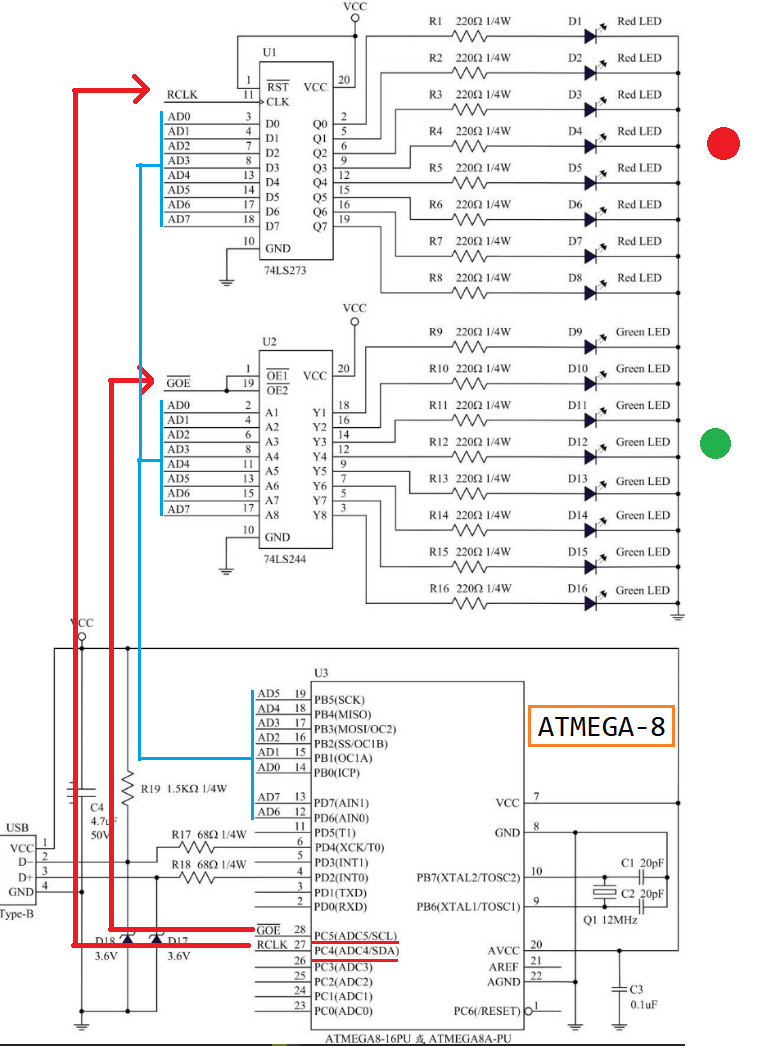 VCC
U1
RCLK
1 RST VCC 20
11 CLK
AD0 3 D0 Q0 2
AD1 4 D1 Q1 5
AD2 7 D2 Q2 6
AD3 8 D3 Q3 9
AD4 13 D4 Q4 12
AD5 14 D5 Q5 15
AD6 17 D6 Q6 16
AD7 18 D7 Q7 19
10 GND
74LS273
R1 220Ω 1/4W D1 Red LED
R2 220Ω 1/4W D2 Red LED
R3 220Ω 1/4W D3 Red LED
R4 220Ω 1/4W D4 Red LED
R5 220Ω 1/4W D5 Red LED
R6 220Ω 1/4W D6 Red LED
R7 220Ω 1/4W D7 Red LED
R8 220Ω 1/4W D8 Red LED
VCC
U2
GOE
1 OE1 VCC 20
19 OE2
AD0 2 A1 Y1 18
AD1 4 A2 Y2 16
AD2 6 A3 Y3 14
AD3 8 A4 Y4 12
AD4 11 A5 Y5 9
AD5 13 A6 Y6 7
AD6 15 A7 Y7 5
AD7 17 A8 Y8 3
10 GND
74LS244
R9 220Ω 1/4W D9 Green LED
R10 220Ω 1/4W D10 Green LED
R11 220Ω 1/4W D11 Green LED
R12 220Ω 1/4W D12 Green LED
R13 220Ω 1/4W D13 Green LED
R14 220Ω 1/4W D14 Green LED
R15 220Ω 1/4W D15 Green LED
R16 220Ω 1/4W D16 Green LED
VCC
U3
ATMEGA-8
AD5 19 PB5(SCK)
AD4 18 PB4(MISO)
AD3 17 PB3(MOSI/OC2)
AD2 16 PB2(SS/OC1B)
AD1 15 PB1(OC1A)
AD0 14 PB0(ICP)
AD7 13 PD7(AIN1)
AD6 12 PD6(AIN0)
11 PD5(T1)
6 PD4(XCK/T0)
5 PD3(INT1)
4 PD2(INT0)
3 PD1(TXD)
2 PD0(RXD)
GOE 28 PC5(ADC5/SCL)
RCLK 27 PC4(ADC4/SDA)
26 PC3(ADC3)
25 PC2(ADC2)
24 PC1(ADC1)
23 PC0(ADC0)
VCC 7
GND 8
PB7(XTAL2/TOSC2) 10
PB6(XTAL1/TOSC1) 9
AVCC 20
AREF 21
AGND 22
PC6(/RESET) 1
C1 20pF
C2 20pF
Q1 12MHz
C3
0.1uF
R19 1.5KΩ 1/4W
C4
4.7uF
50V
R17 68Ω 1/4W
R18 68Ω 1/4W
USB
VCC 1
D- 2
D+ 3
GND 4
Type-B
D18
3.6V
D17
3.6V
ATMEGA8-16PU 或 ATMEGA8A-PU